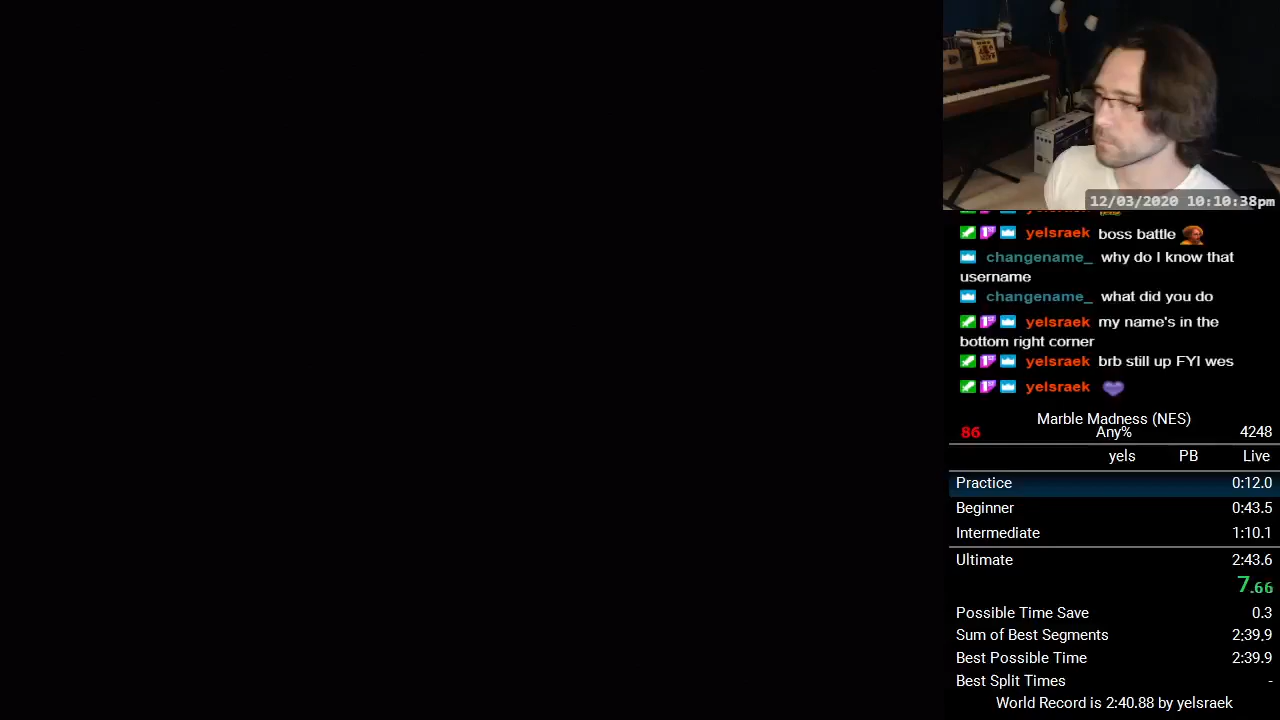 12/03/2020 10:10:38pm
yelsraek boss battle
changename_ why do I know that
username
changename_ what did you do
yelsraek my name's in the
bottom right corner
yelsraek brb still up FYI wes
yelsraek
Marble Madness (NES)
86 Any% 4248
yels PB Live
Practice 0:12.0
Beginner 0:43.5
Intermediate 1:10.1
Ultimate 2:43.6
7.66
Possible Time Save 0.3
Sum of Best Segments 2:39.9
Best Possible Time 2:39.9
Best Split Times -
World Record is 2:40.88 by yelsraek